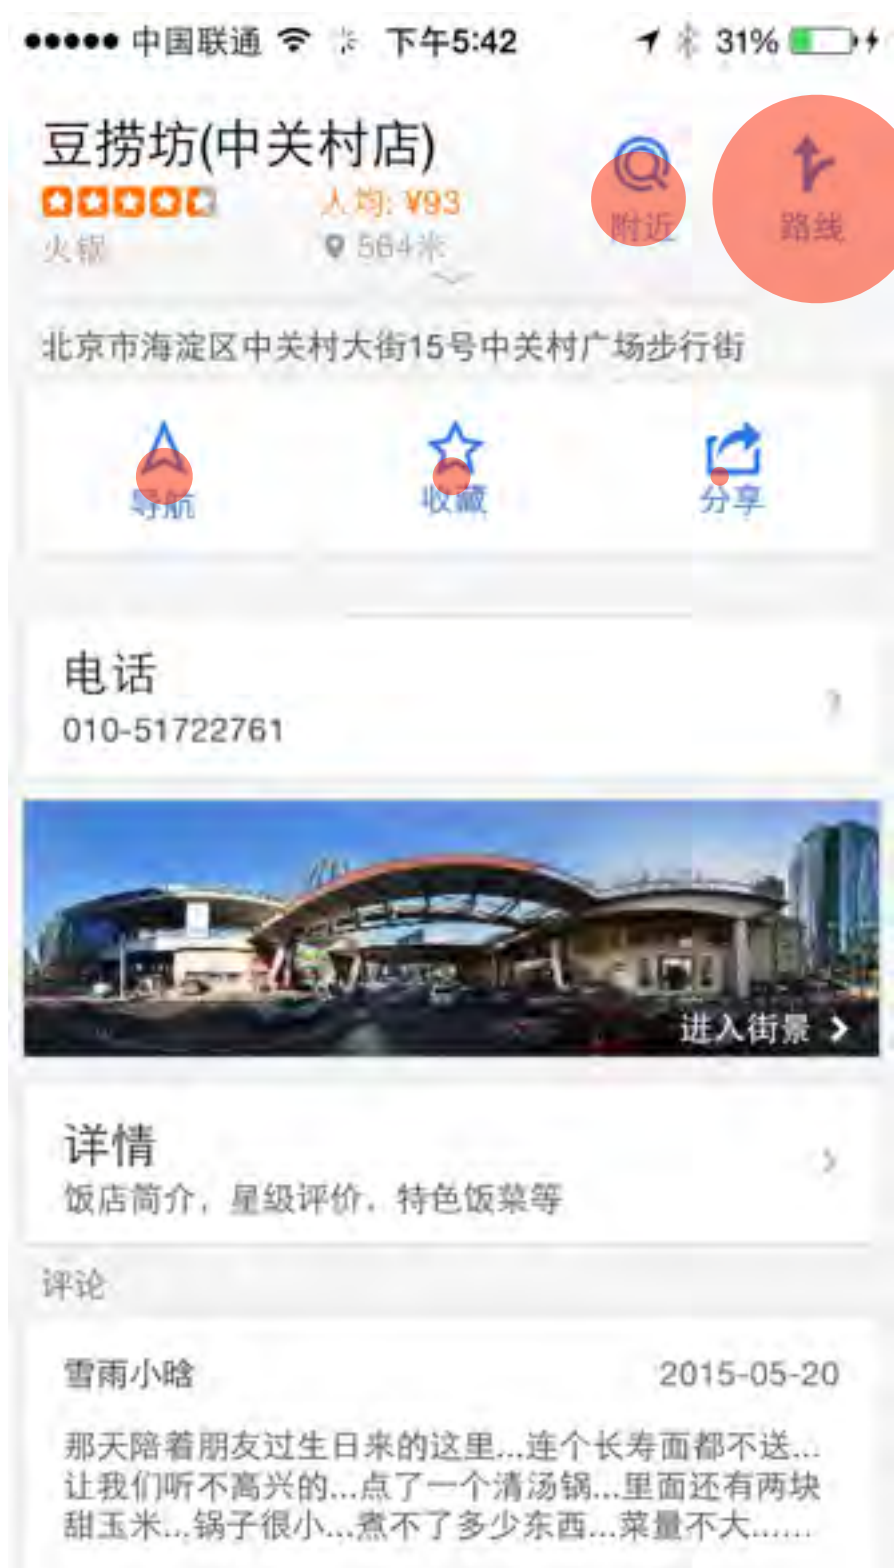 中国联通 下午5:42 31%
豆捞坊(中关村店)
人均: ¥93
火锅 564米
附近 路线
北京市海淀区中关村大街15号中关村广场步行街
导航 收藏 分享
电话
010-51722761
进入街景
详情
饭店简介，星级评价，特色饭菜等
评论
雪雨小晗 2015-05-20
那天陪着朋友过生日来的这里...连个长寿面都不送...
让我们听不高兴的...点了一个清汤锅...里面还有两块
甜玉米...锅子很小...煮不了多少东西...菜量不大......